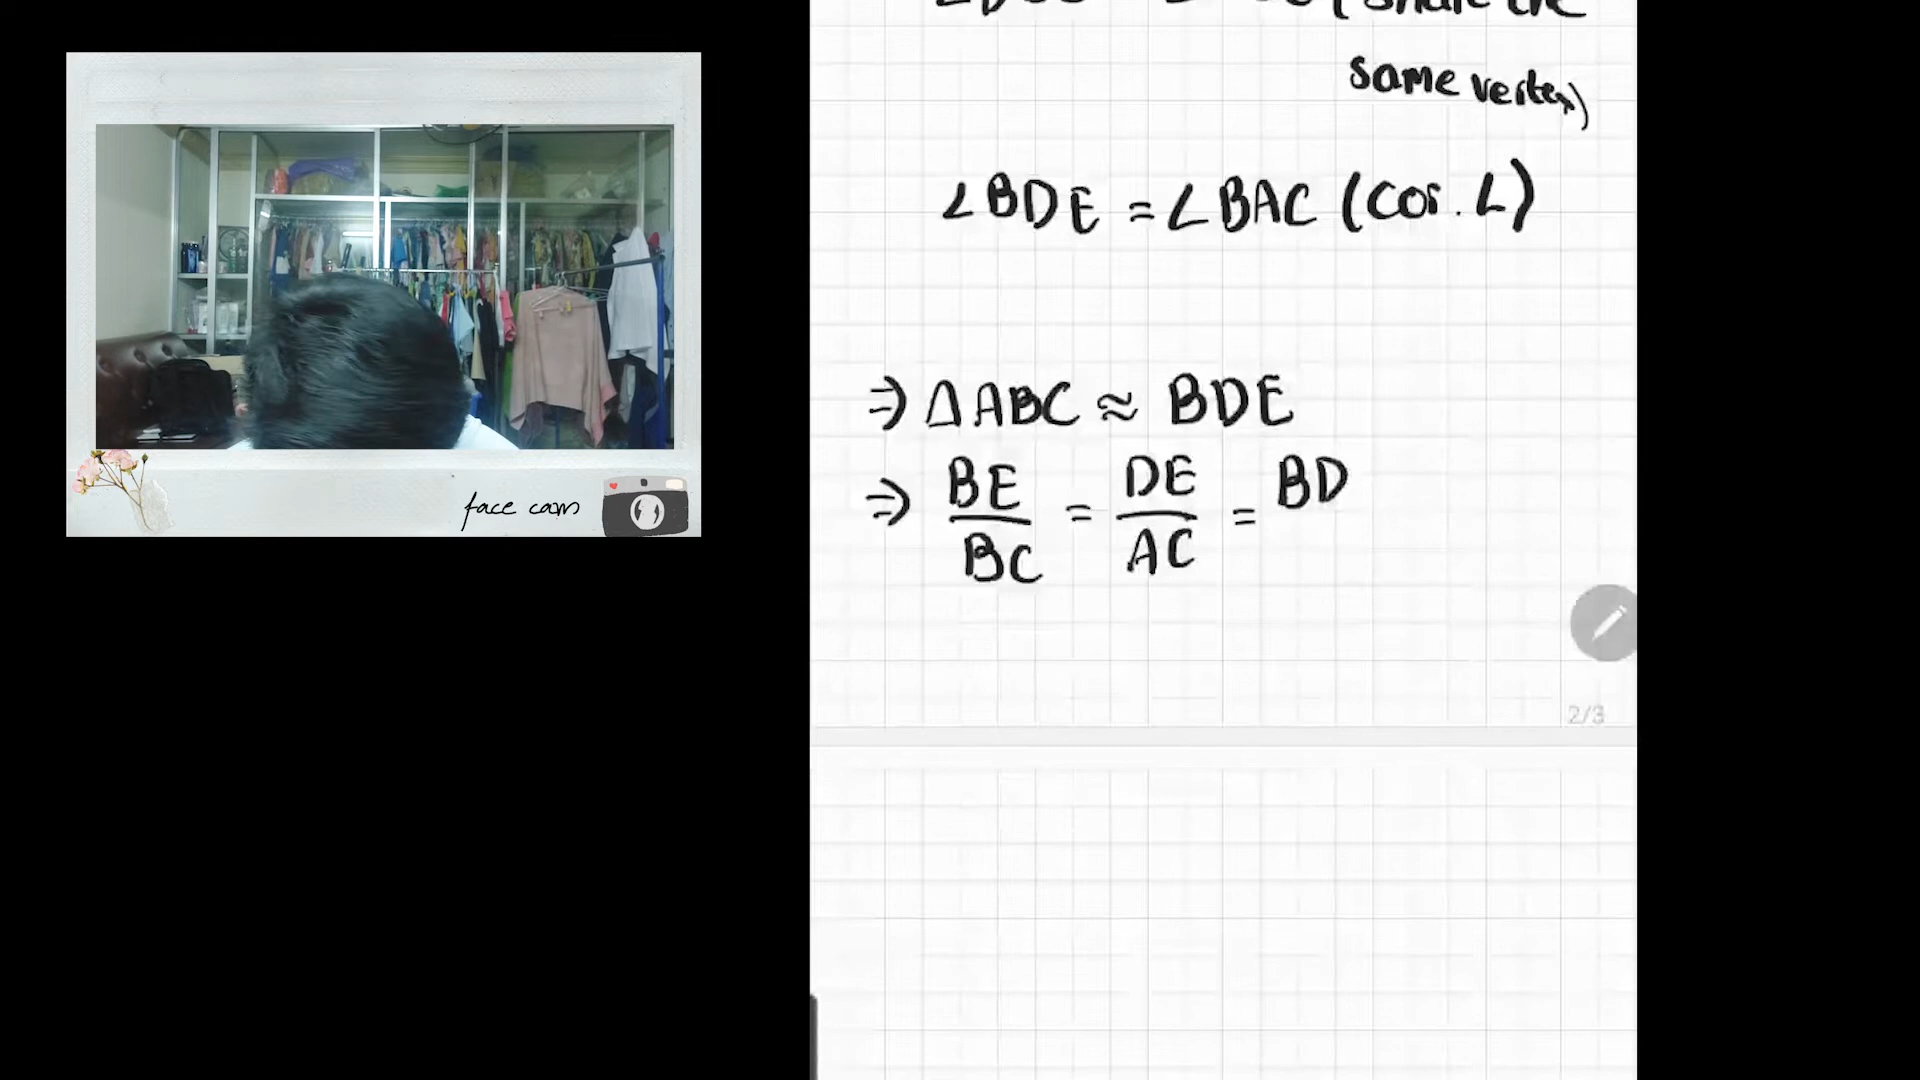 same vertex)
∠BDE = ∠BAC (cor. ∠)
⇒ ΔABC ≈ BDE
⇒ BE/BC = DE/AC = BD
2/3
face cam